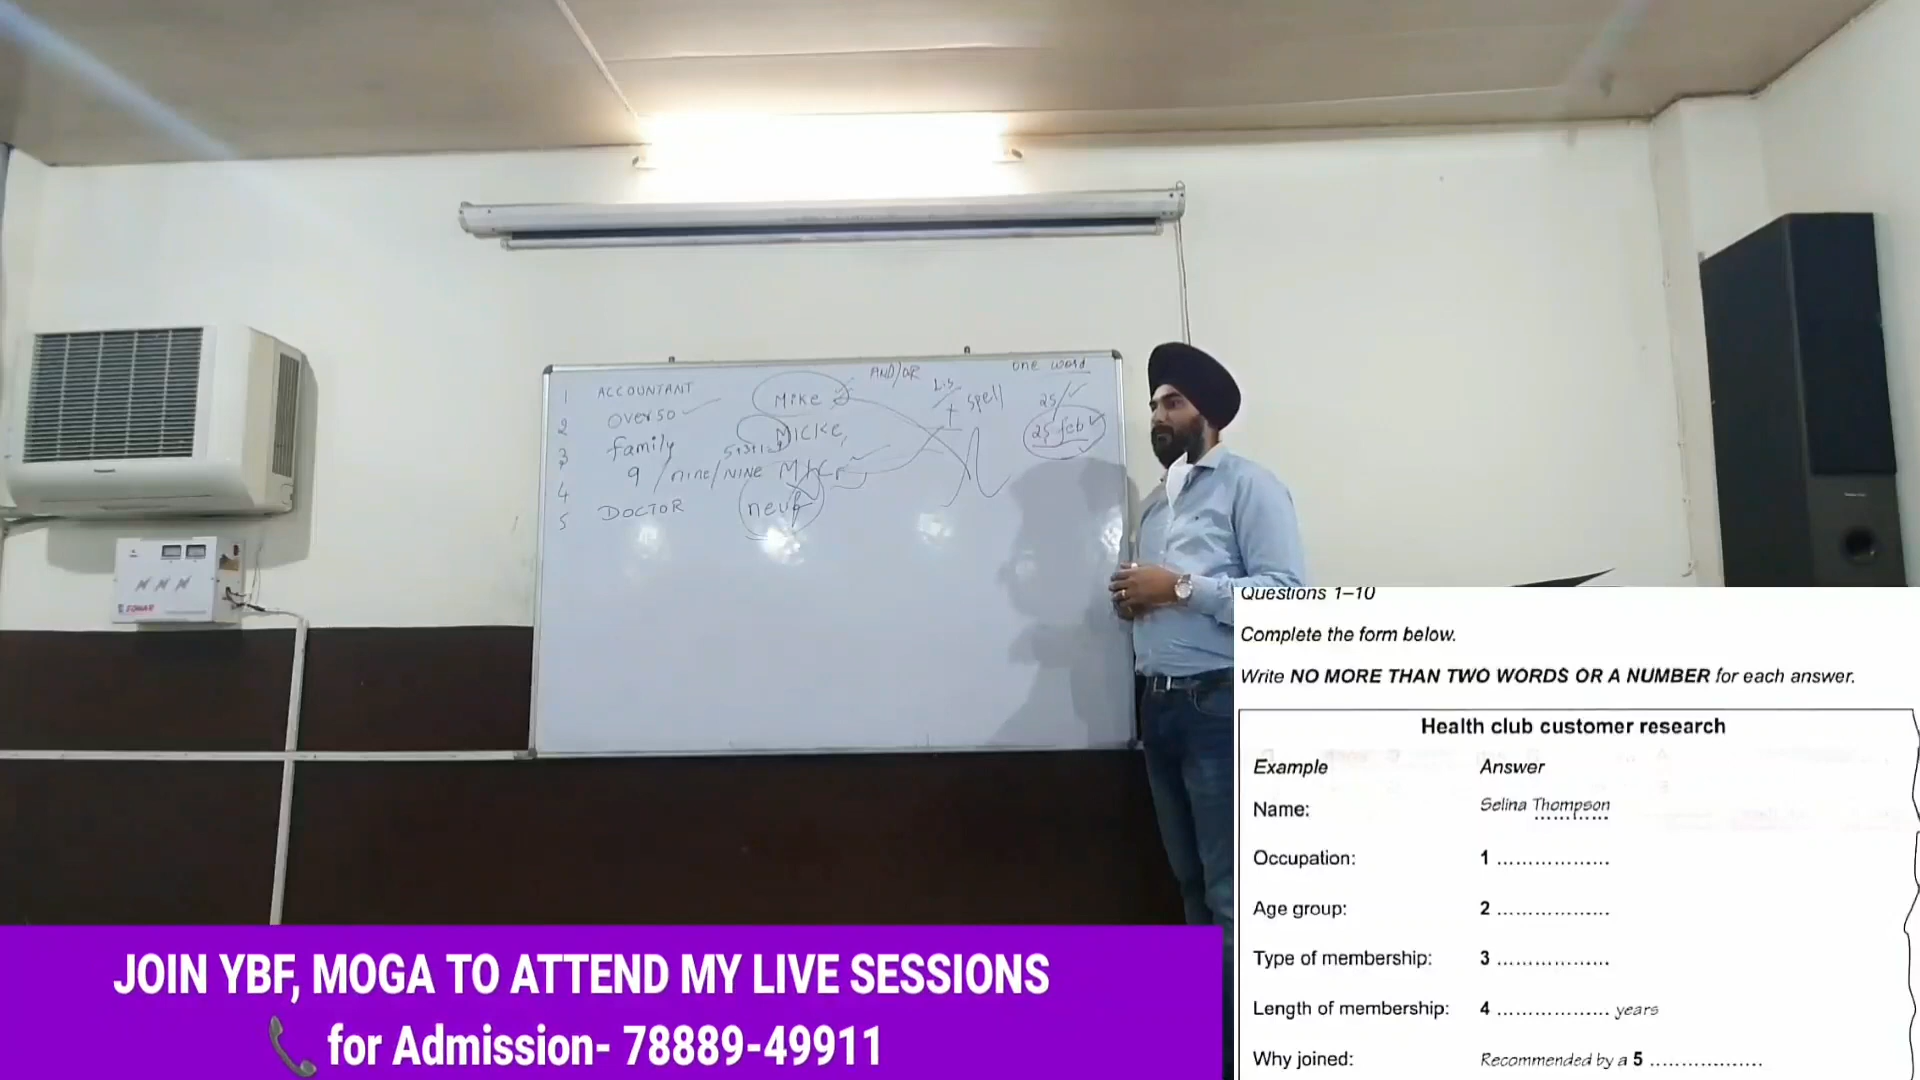 1 ACCOUNTANT
2 over 50
3 family
4 9 / nine / NINE
5 DOCTOR
Mike
MICKE
neuf
AND/OR
Spell
one word
25
25 feb
Questions 1–10
Complete the form below.
Write NO MORE THAN TWO WORDS OR A NUMBER for each answer.
Health club customer research
Example Answer
Name: Selina Thompson
Occupation: 1 ..................
Age group: 2 ..................
Type of membership: 3 ..................
Length of membership: 4 .................. years
Why joined: Recommended by a 5 ..................
JOIN YBF, MOGA TO ATTEND MY LIVE SESSIONS
for Admission- 78889-49911